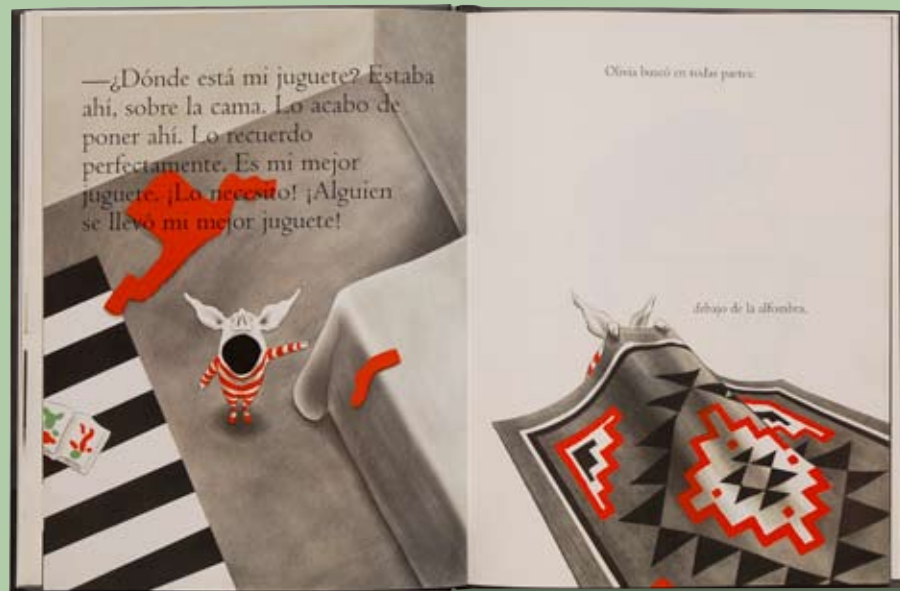 —¿Dónde está mi juguete? Estaba
ahí, sobre la cama. Lo acabo de
poner ahí. Lo recuerdo
perfectamente. Es mi mejor
juguete. ¡Lo necesito! ¡Alguien
se llevó mi mejor juguete!
Olivia buscó en todas partes:
debajo de la alfombra,